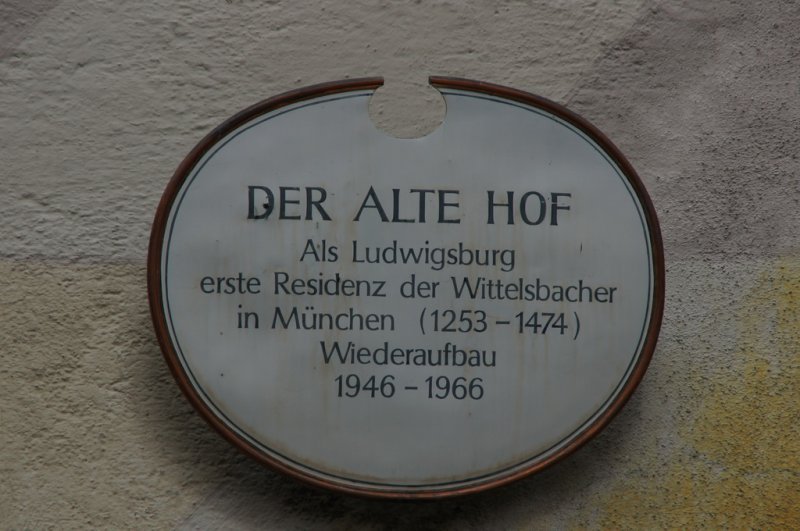 DER ALTE HOF
Als Ludwigsburg
erste Residenz der Wittelsbacher
in München (1253 – 1474)
Wiederaufbau
1946 – 1966